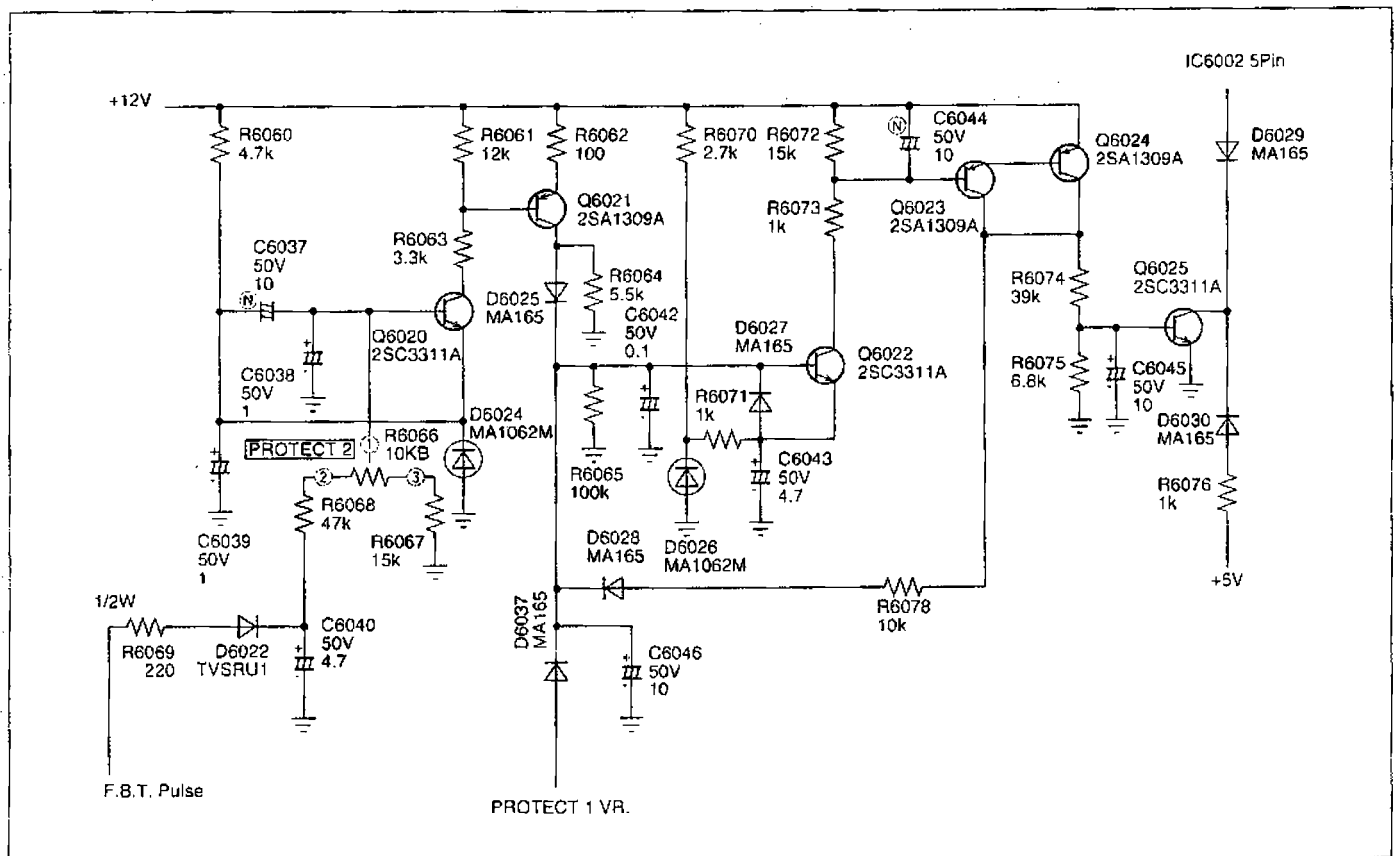 IC6002 5Pin
+12V
R6060
4.7k
R6061
12k
R6062
100
R6070
2.7k
R6072
15k
N
C6044
50V
10
Q6024
2SA1309A
D6029
MA165
Q6021
2SA1309A
R6073
1k
Q6023
2SA1309A
R6063
3.3k
C6037
50V
10
N
R6064
5.5k
D6025
MA165
C6042
50V
0.1
D6027
MA165
Q6020
2SC3311A
Q6022
2SC3311A
R6074
39k
Q6025
2SC3311A
C6038
50V
1
R6071
1k
R6075
6.8k
C6045
50V
10
D6024
MA1062M
D6030
MA165
PROTECT 2
1
R6066
10KB
2
3
R6065
100k
C6043
50V
4.7
R6076
1k
R6068
47k
R6067
15k
C6039
50V
1
D6028
MA165
D6026
MA1062M
R6078
10k
+5V
1/2W
R6069
220
D6022
TVSRU1
C6040
50V
4.7
D6037
MA165
C6046
50V
10
F.B.T. Pulse
PROTECT 1 VR.